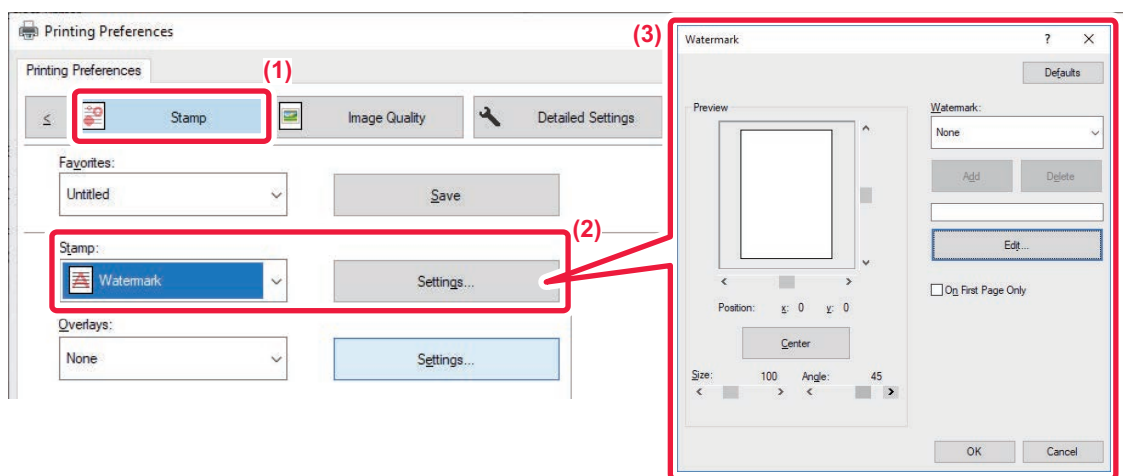 Printing Preferences
Printing Preferences
(1)
<
Stamp
Image Quality
Detailed Settings
Favorites:
Untitled
Save
(2)
Stamp:
Watermark
Settings...
Overlays:
None
Settings...
(3)
Watermark
?
Defaults
Preview
Watermark:
None
Add
Delete
Edit...
On First Page Only
Position: x: 0 y: 0
Center
Size: 100 Angle: 45
OK
Cancel